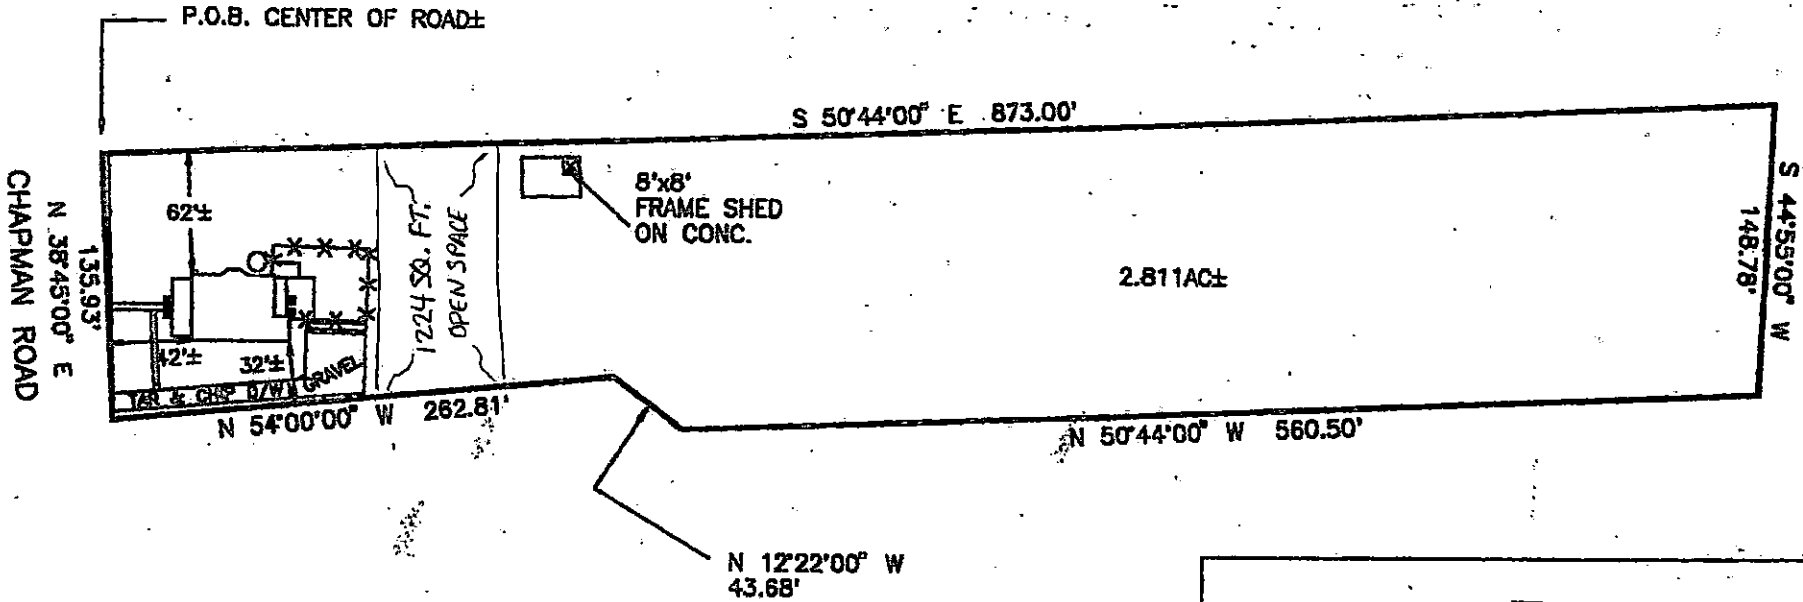 P.O.B. CENTER OF ROAD±
S 50°44'00" E 873.00'
S 44°55'00" W
148.78'
62'±
8'x8'
FRAME SHED
ON CONC.
1224 SQ. FT.
OPEN SPACE
2.811AC±
135.93'
N 38°45'00" E
CHAPMAN ROAD
42'±
32'±
TAR & CHIP D/W
GRAVEL
N 54°00'00" W 262.81'
N 50°44'00" W 560.50'
N 12°22'00" W
43.68'